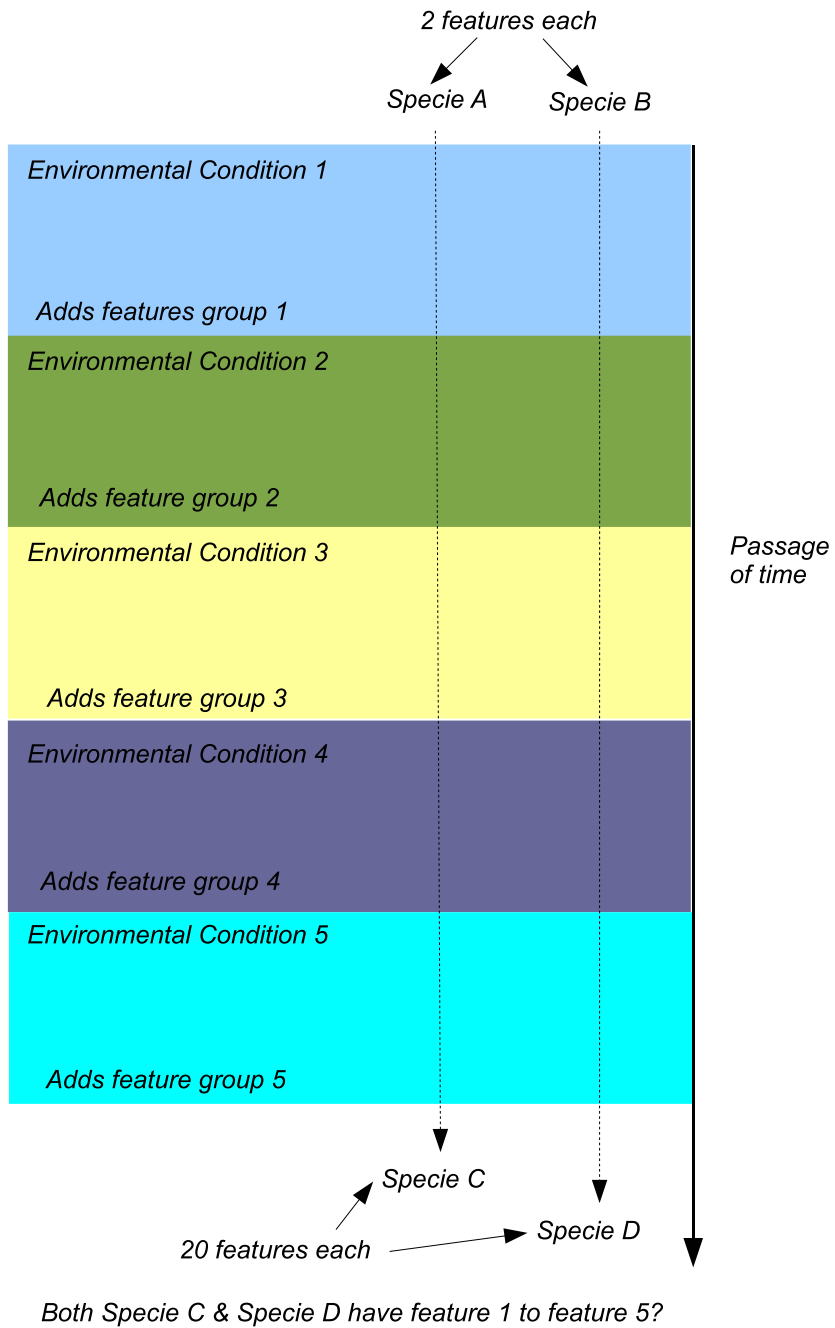 2 features each
Specie A
Specie B
Environmental Condition 1
Adds features group 1
Environmental Condition 2
Adds feature group 2
Environmental Condition 3
Passage
of time
Adds feature group 3
Environmental Condition 4
Adds feature group 4
Environmental Condition 5
Adds feature group 5
Specie C
Specie D
20 features each
Both Specie C & Specie D have feature 1 to feature 5?